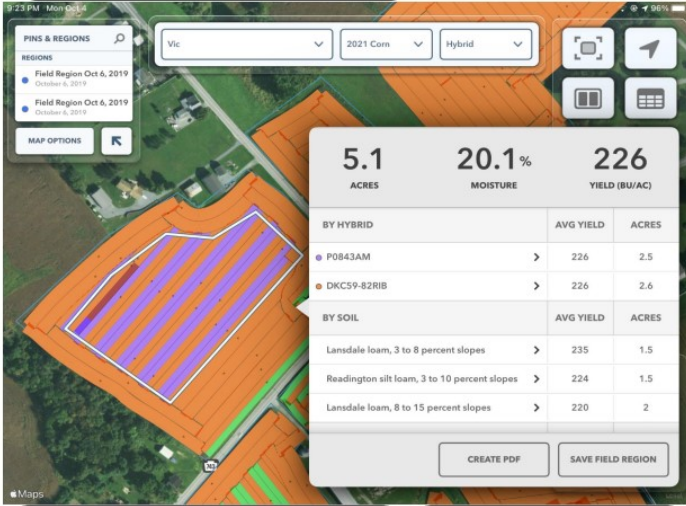 9:23 PM Mon Oct 4
96%
PINS & REGIONS
REGIONS
Field Region Oct 6, 2019
October 6, 2019
Field Region Oct 6, 2019
October 6, 2019
MAP OPTIONS
Vic
2021 Corn
Hybrid
5.1
ACRES
20.1%
MOISTURE
226
YIELD (BU/AC)
BY HYBRID AVG YIELD ACRES
P0843AM 226 2.5
DKC59-82RIB 226 2.6
BY SOIL AVG YIELD ACRES
Lansdale loam, 3 to 8 percent slopes 235 1.5
Readington silt loam, 3 to 10 percent slopes 224 1.5
Lansdale loam, 8 to 15 percent slopes 220 2
CREATE PDF
SAVE FIELD REGION
Maps